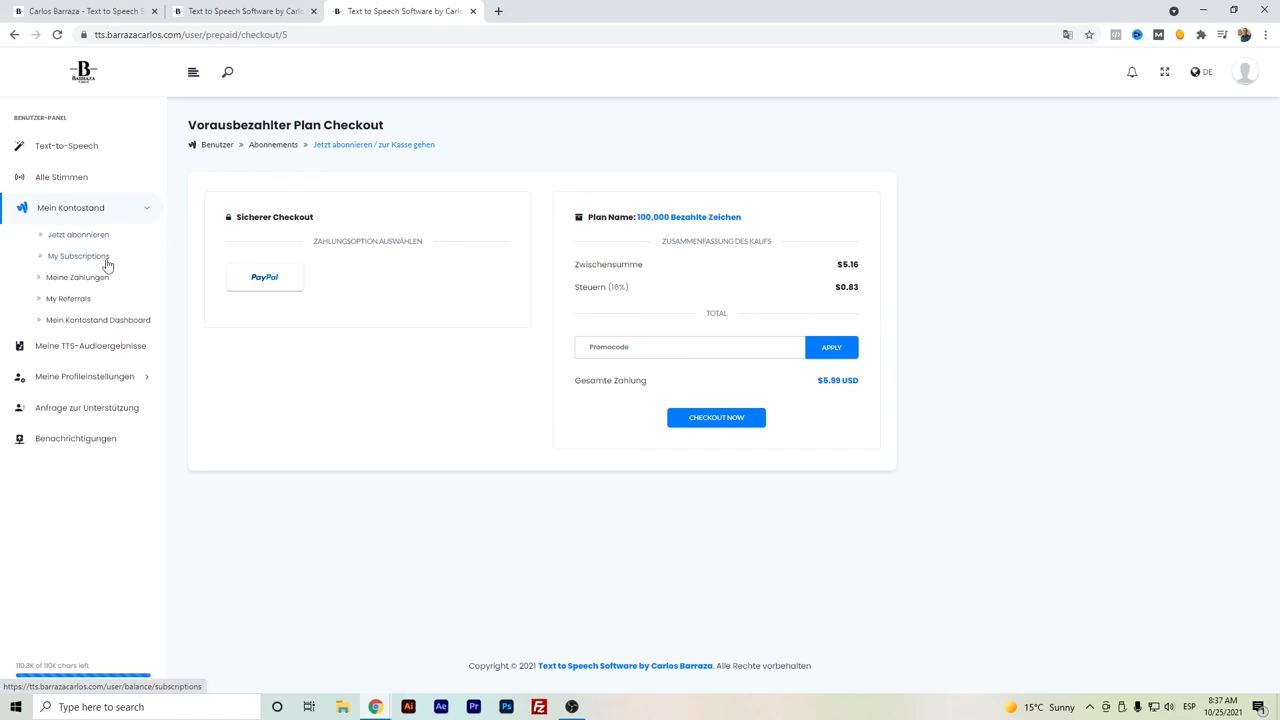 Carlos Barraza - Text to Speech S
Text to Speech Software by Carlo
Text to Speech Software by Carlo
tts.barrazacarlos.com/user/prepaid/checkout/5
B
BARRAZA
DE
BENUTZER-PANEL
Text-to-Speech
Alle Stimmen
Mein Kontostand
Jetzt abonnieren
My Subscriptions
Meine Zahlungen
My Referrals
Mein Kontostand Dashboard
Meine TTS-Audioergebnisse
Meine Profileinstellungen
Anfrage zur Unterstützung
Benachrichtigungen
110.3K of 110K chars left
Vorausbezahlter Plan Checkout
Benutzer » Abonnements » Jetzt abonnieren / zur Kasse gehen
Sicherer Checkout
ZAHLUNGSOPTION AUSWÄHLEN
PayPal
Plan Name: 100,000 Bezahlte Zeichen
ZUSAMMENFASSUNG DES KAUFS
Zwischensumme $5.16
Steuern (16%) $0.83
TOTAL
Promocode APPLY
Gesamte Zahlung $5.99 USD
CHECKOUT NOW
Copyright © 2021 Text to Speech Software by Carlos Barraza. Alle Rechte vorbehalten
https://tts.barrazacarlos.com/user/balance/subscriptions
Type here to search
Ai
Ae
Pr
Ps
Fz
15°C Sunny
ESP
8:37 AM
10/25/2021